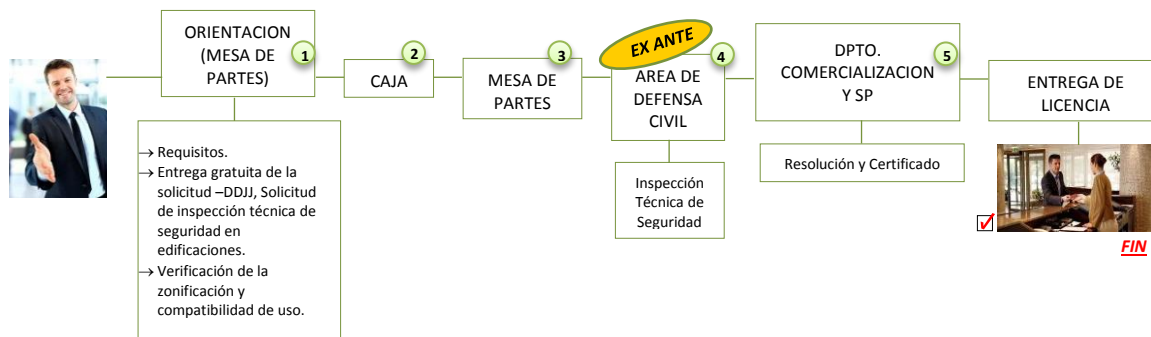 ORIENTACION
(MESA DE
PARTES)
1
→ Requisitos.
→ Entrega gratuita de la
solicitud –DDJJ, Solicitud
de inspección técnica de
seguridad en
edificaciones.
→ Verificación de la
zonificación y
compatibilidad de uso.
2
CAJA
3
MESA DE
PARTES
EX ANTE
4
AREA DE
DEFENSA
CIVIL
Inspección
Técnica de
Seguridad
5
DPTO.
COMERCIALIZACION
Y SP
Resolución y Certificado
ENTREGA DE
LICENCIA
FIN